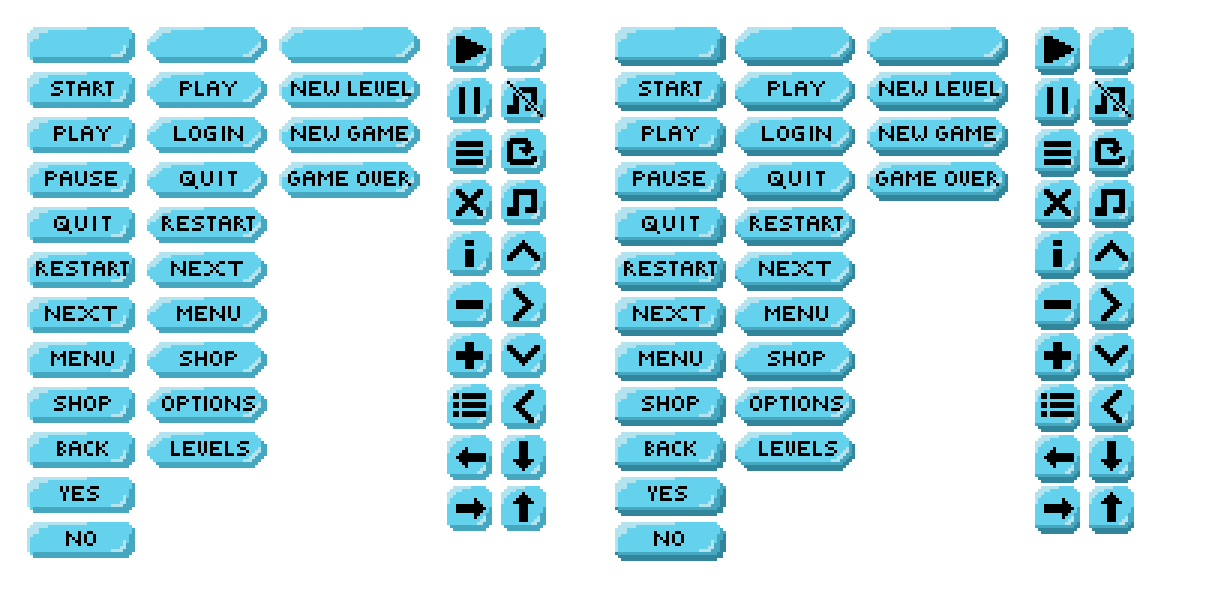 START PLAY NEW LEVEL START PLAY NEW LEVEL
PLAY LOGIN NEW GAME PLAY LOGIN NEW GAME
PAUSE QUIT GAME OVER PAUSE QUIT GAME OVER
QUIT RESTART QUIT RESTART
RESTART NEXT RESTART NEXT
NEXT MENU NEXT MENU
MENU SHOP MENU SHOP
SHOP OPTIONS SHOP OPTIONS
BACK LEVELS BACK LEVELS
YES YES
NO NO